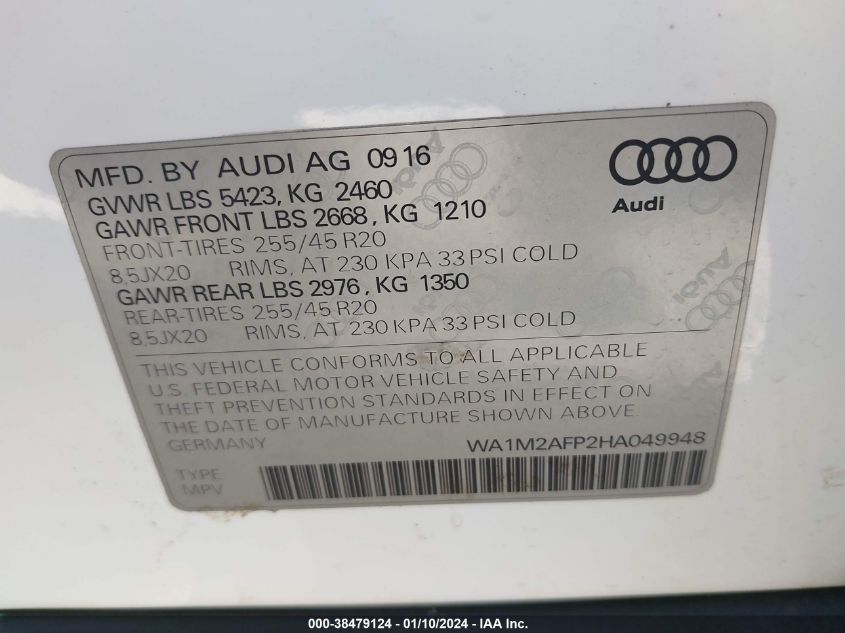 MFD. BY AUDI AG 09 16
GVWR LBS 5423, KG 2460
GAWR FRONT LBS 2668, KG 1210
FRONT-TIRES 255/45 R20
8,5JX20 RIMS, AT 230 KPA 33 PSI COLD
GAWR REAR LBS 2976, KG 1350
REAR-TIRES 255/45 R20
8,5JX20 RIMS, AT 230 KPA 33 PSI COLD
Audi
THIS VEHICLE CONFORMS TO ALL APPLICABLE
U.S. FEDERAL MOTOR VEHICLE SAFETY AND
THEFT PREVENTION STANDARDS IN EFFECT ON
THE DATE OF MANUFACTURE SHOWN ABOVE.
GERMANY WA1M2AFP2HA049948
TYPE
MPV
000-38479124 - 01/10/2024 - IAA, Inc.